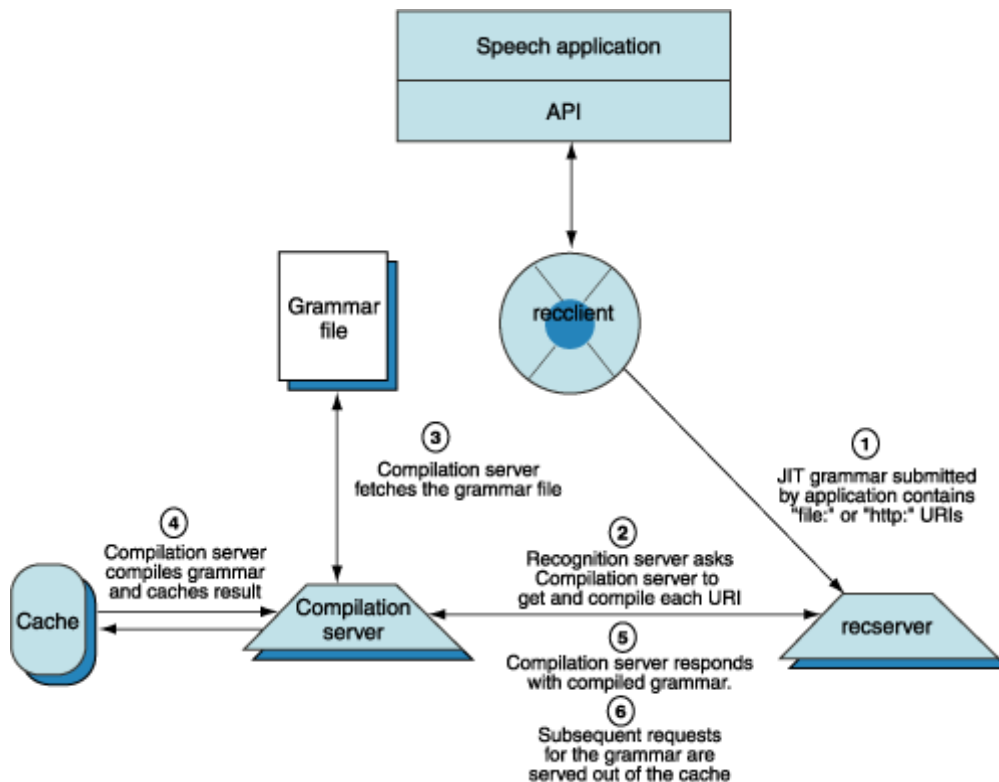 Speech application
API
Grammar
file
recclient
3
Compilation server
fetches the grammar file
1
JIT grammar submitted
by application contains
"file:" or "http:" URIs
4
Compilation server
compiles grammar
and caches result
2
Recognition server asks
Compilation server to
get and compile each URI
Cache
Compilation
server
recserver
5
Compilation server responds
with compiled grammar.
6
Subsequent requests
for the grammar are
served out of the cache